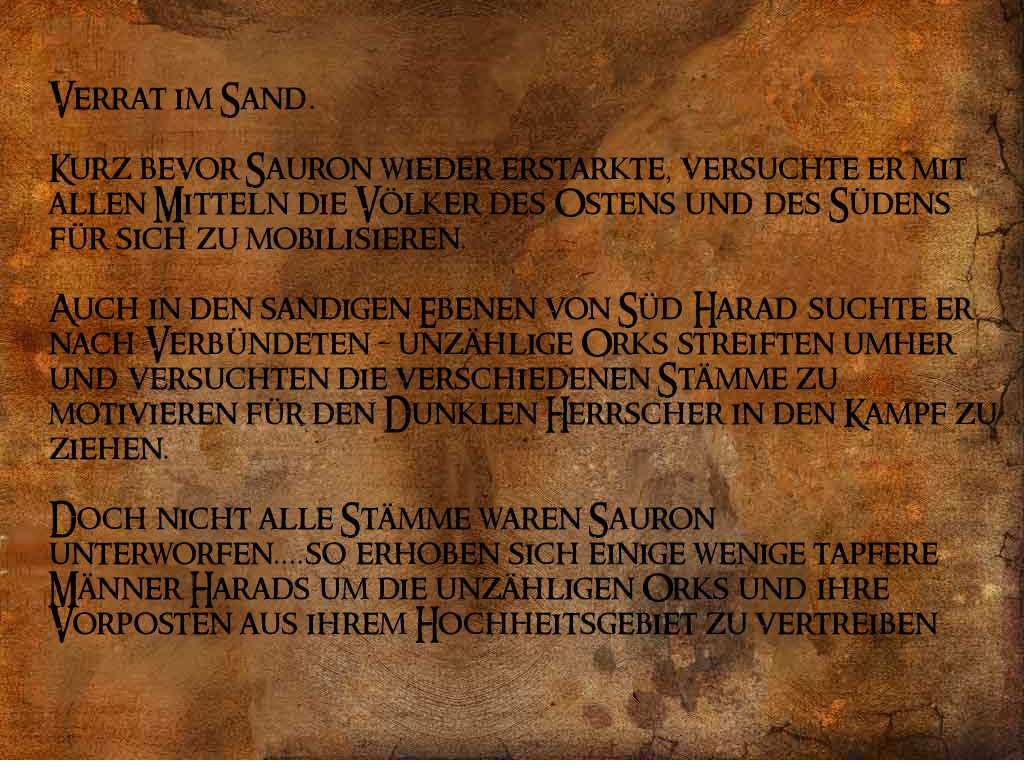 Verrat im Sand.
Kurz bevor Sauron wieder erstarkte, versuchte er mit
allen Mitteln die Völker des Ostens und des Südens
für sich zu mobilisieren.
Auch in den sandigen Ebenen von Süd Harad suchte er
nach Verbündeten - unzählige Orks streiften umher
und versuchten die verschiedenen Stämme zu
motivieren für den Dunklen Herrscher in den Kampf zu
ziehen.
Doch nicht alle Stämme waren Sauron
unterworfen....so erhoben sich einige wenige tapfere
Männer Harads um die unzähligen Orks und ihre
Vorposten aus ihrem Hochheitsgebiet zu vertreiben